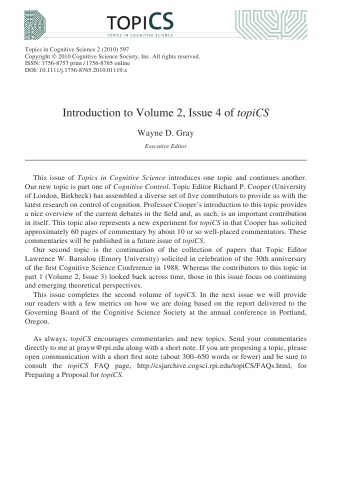 TOPiCS
TOPICS IN COGNITIVE SCIENCE
Topics in Cognitive Science 2 (2010) 597
Copyright © 2010 Cognitive Science Society, Inc. All rights reserved.
ISSN: 1756-8757 print / 1756-8765 online
DOI: 10.1111/j.1756-8765.2010.01119.x
Introduction to Volume 2, Issue 4 of topiCS
Wayne D. Gray
Executive Editor
This issue of Topics in Cognitive Science introduces one topic and continues another.
Our new topic is part one of Cognitive Control. Topic Editor Richard P. Cooper (University
of London, Birkbeck) has assembled a diverse set of five contributors to provide us with the
latest research on control of cognition. Professor Cooper's introduction to this topic provides
a nice overview of the current debates in the field and, as such, is an important contribution
in itself. This topic also represents a new experiment for topiCS in that Cooper has solicited
approximately 60 pages of commentary by about 10 or so well-placed commentators. These
commentaries will be published in a future issue of topiCS.
Our second topic is the continuation of the collection of papers that Topic Editor
Lawrence W. Barsalou (Emory University) solicited in celebration of the 30th anniversary
of the first Cognitive Science Conference in 1988. Whereas the contributors to this topic in
part 1 (Volume 2, Issue 3) looked back across time, those in this issue focus on continuing
and emerging theoretical perspectives.
This issue completes the second volume of topiCS. In the next issue we will provide
our readers with a few metrics on how we are doing based on the report delivered to the
Governing Board of the Cognitive Science Society at the annual conference in Portland,
Oregon.
As always, topiCS encourages commentaries and new topics. Send your commentaries
directly to me at grayw@rpi.edu along with a short note. If you are proposing a topic, please
open communication with a short first note (about 300–650 words or fewer) and be sure to
consult the topiCS FAQ page, http://csjarchive.cogsci.rpi.edu/topiCS/FAQs.html, for
Preparing a Proposal for topiCS.